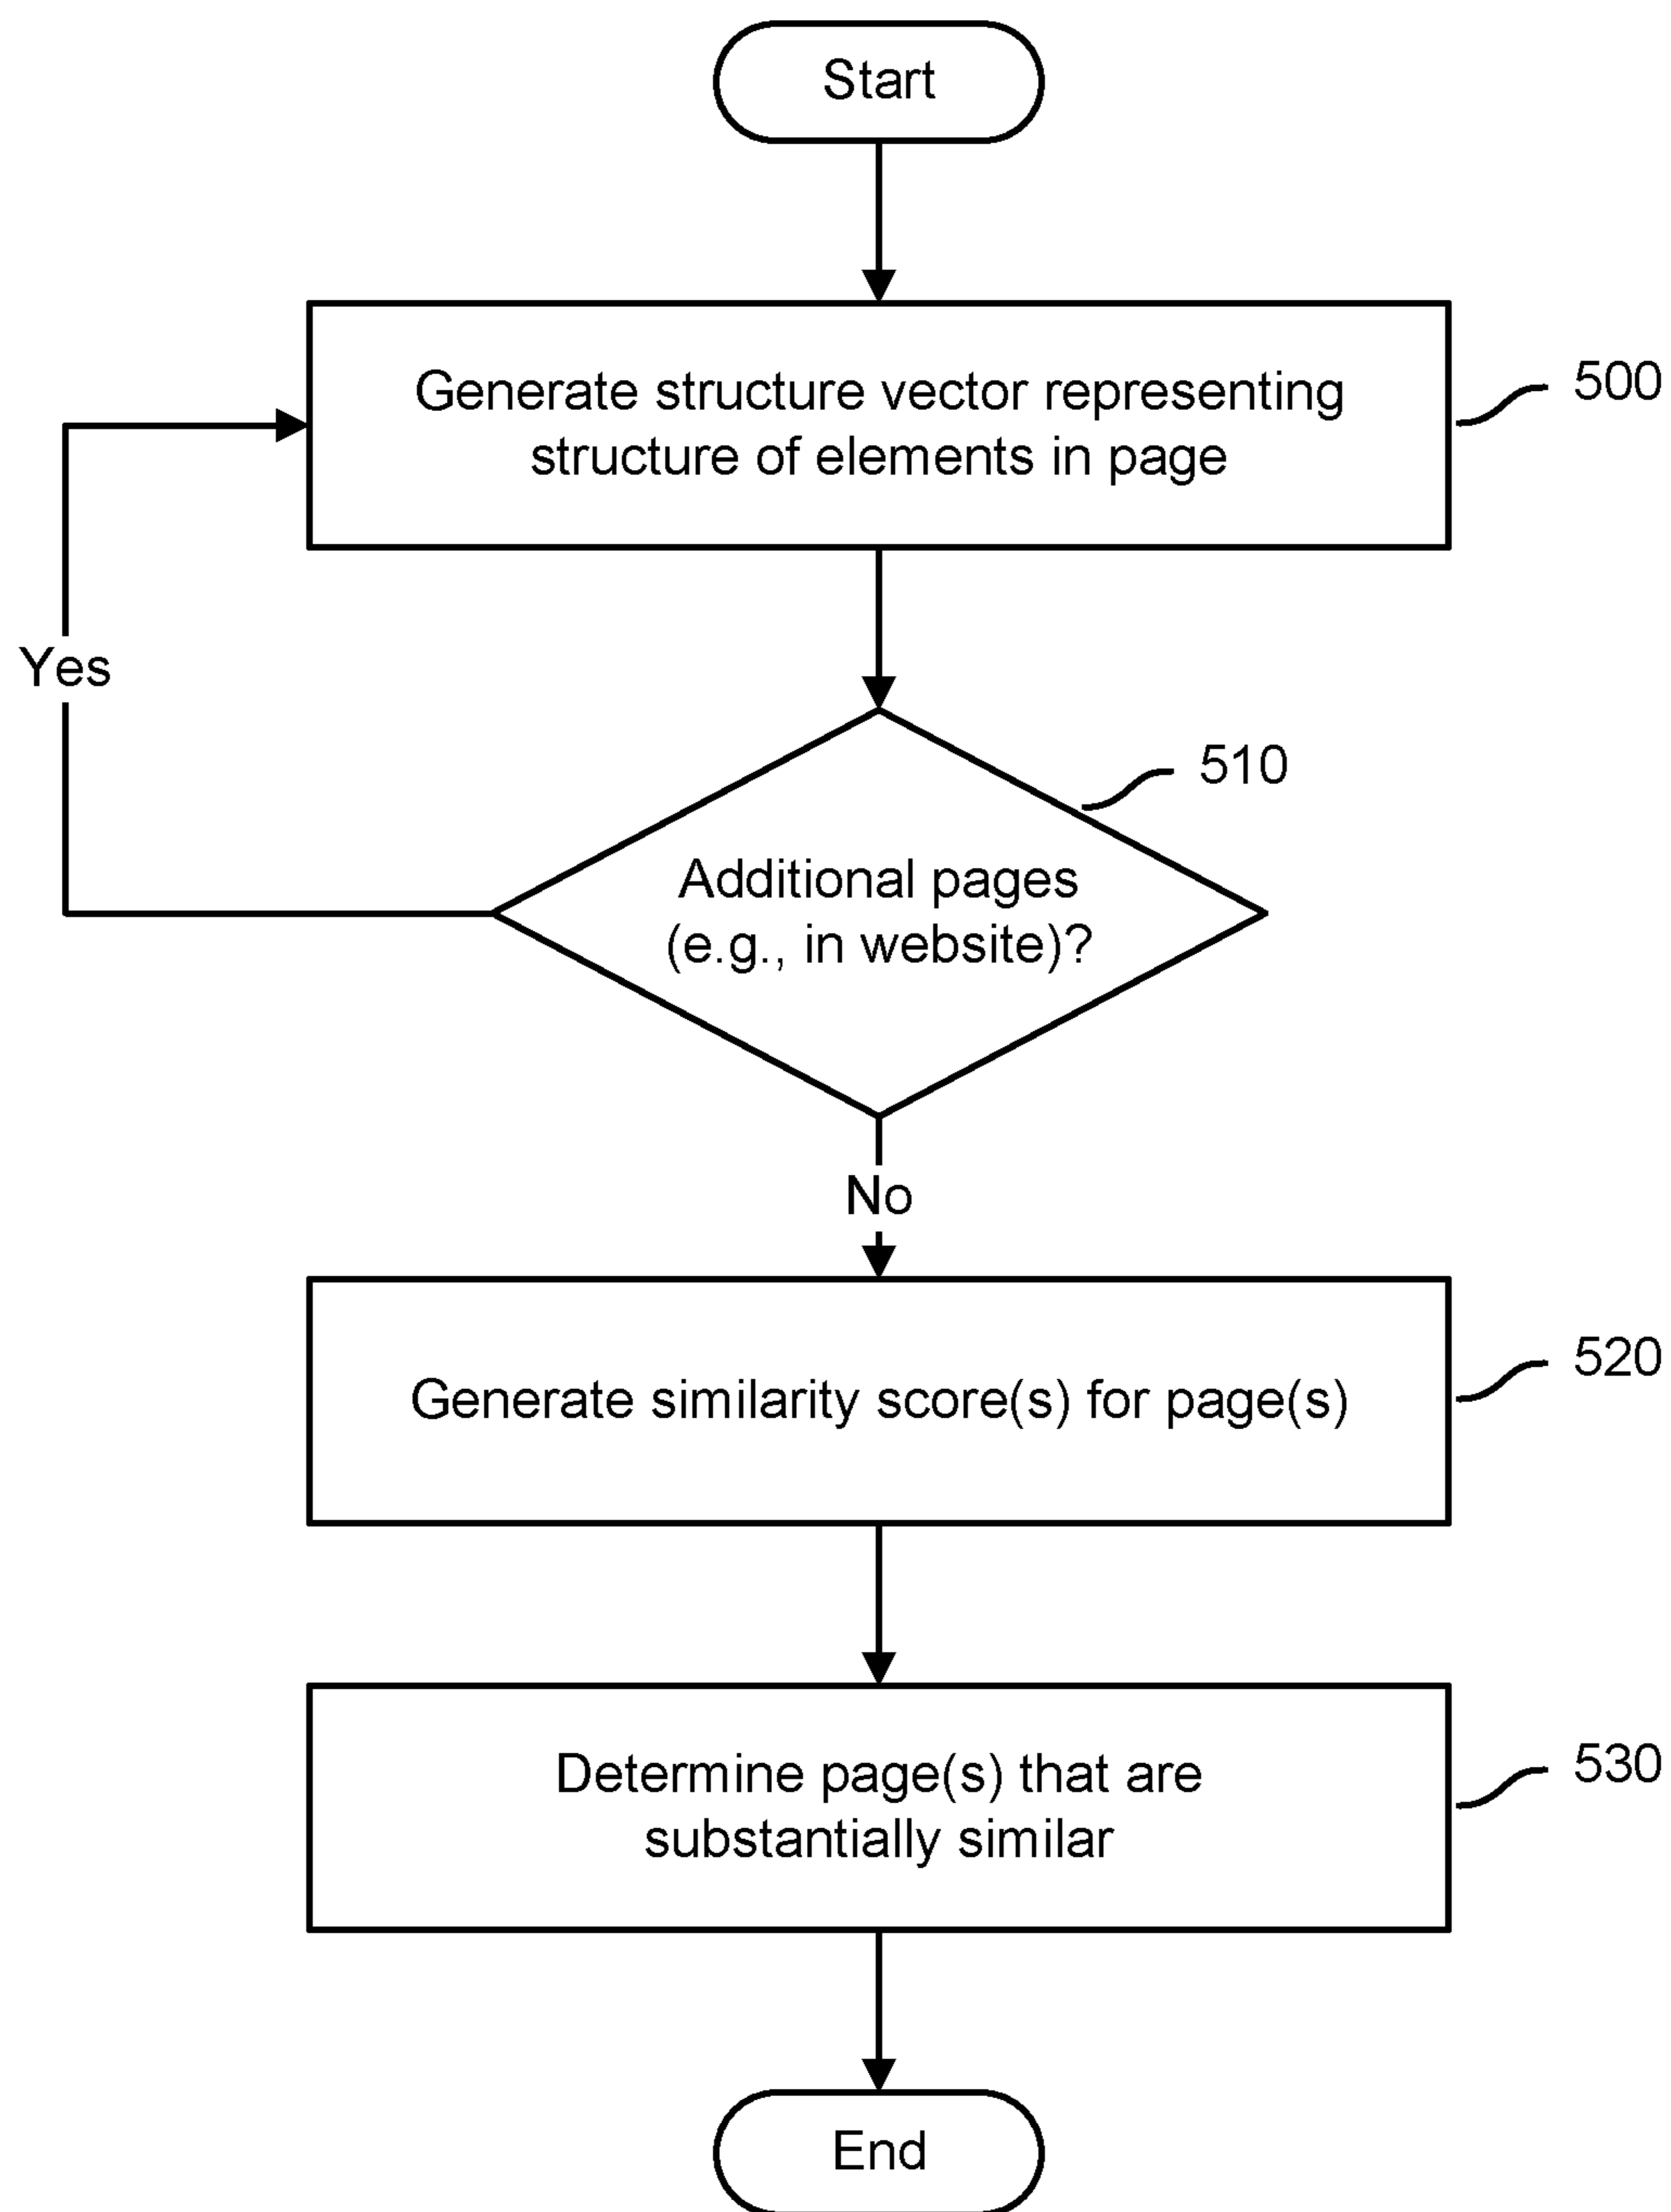 Start
Generate structure vector representing
structure of elements in page
500
Yes
510
Additional pages
(e.g., in website)?
No
Generate similarity score(s) for page(s)
520
Determine page(s) that are
substantially similar
530
End